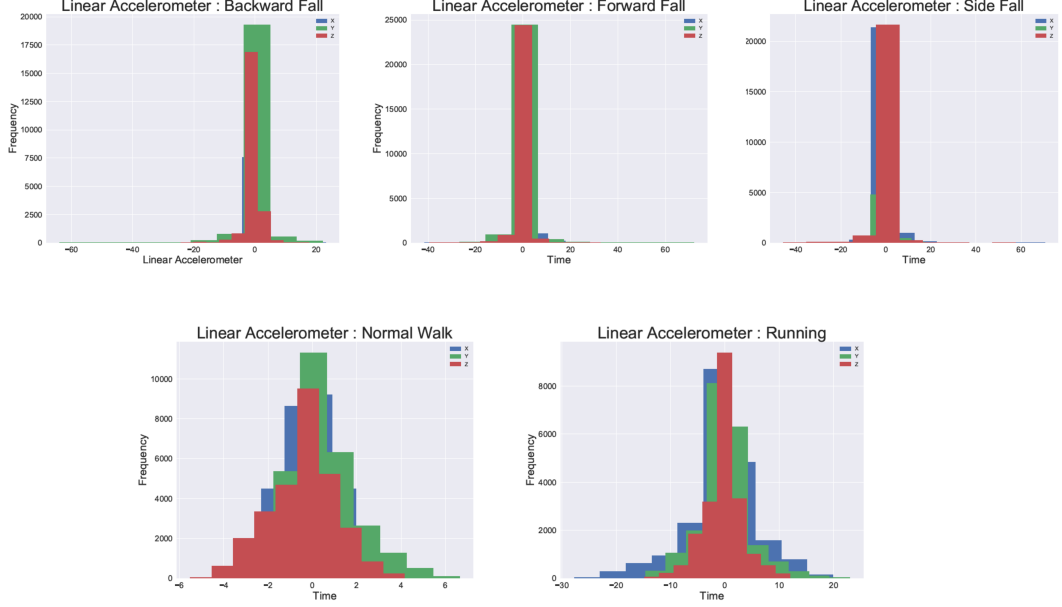 Linear Accelerometer : Backward Fall
20000
17500
15000
12500
10000
7500
5000
2500
0
Frequency
X
Y
Z
−60 −40 −20 0 20
Linear Accelerometer
Linear Accelerometer : Forward Fall
25000
20000
15000
10000
5000
0
Frequency
X
Y
Z
−40 −20 0 20 40 60
Time
Linear Accelerometer : Side Fall
20000
15000
10000
5000
0
Frequency
X
Y
Z
−40 −20 0 20 40 60
Time
Linear Accelerometer : Normal Walk
10000
8000
6000
4000
2000
0
Frequency
X
Y
Z
−6 −4 −2 0 2 4 6
Time
Linear Accelerometer : Running
8000
6000
4000
2000
0
Frequency
X
Y
Z
−30 −20 −10 0 10 20
Time